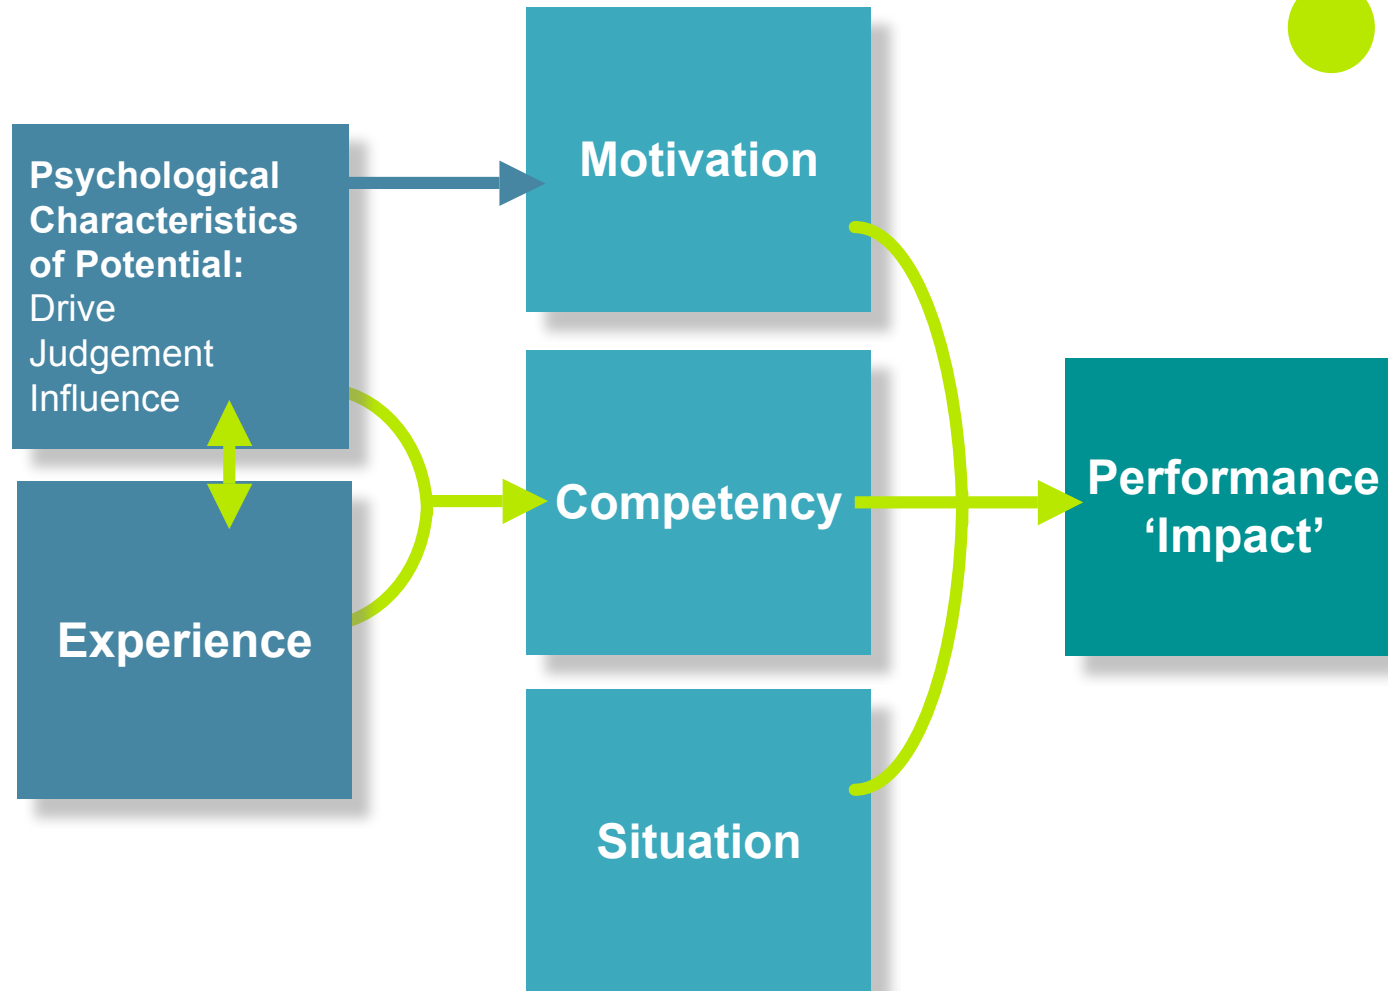 Psychological
Characteristics
of Potential:
Drive
Judgement
Influence
Experience
Motivation
Competency
Situation
Performance
‘Impact’